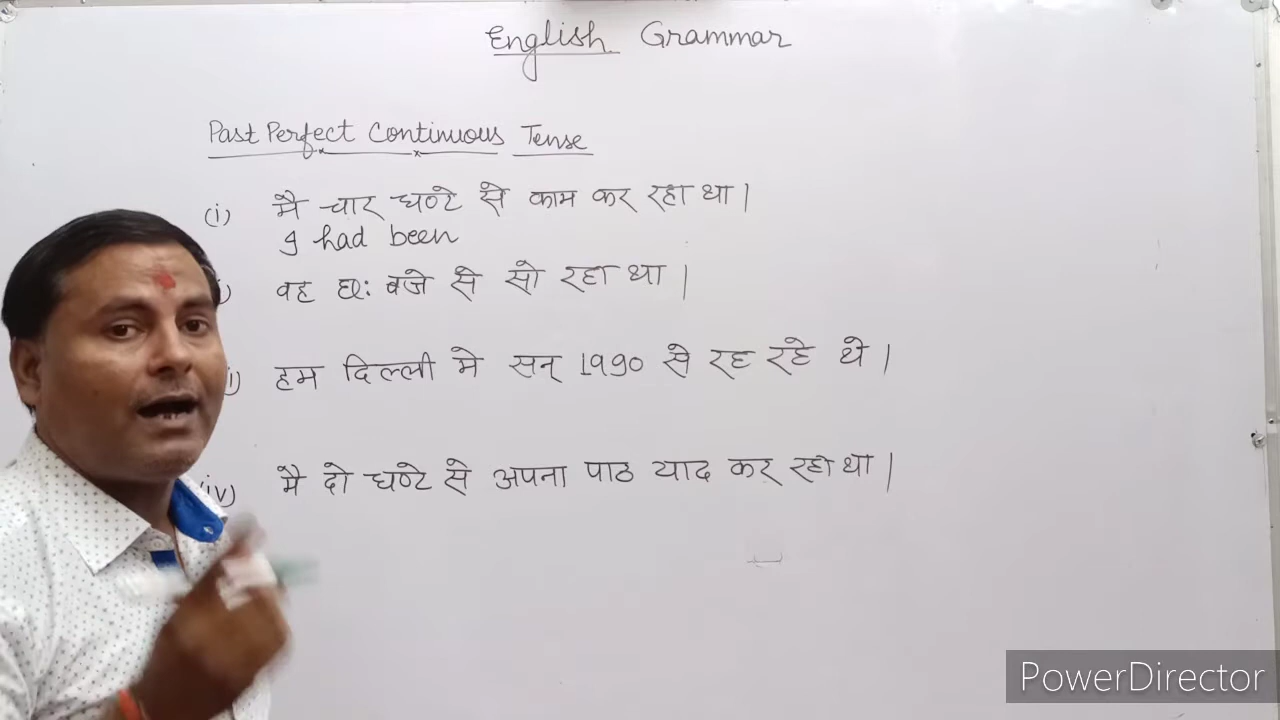 English Grammar
Past Perfect Continuous Tense
(i) मै चार घण्टे से काम कर रहा था।
I had been
i) वह छः बजे से सो रहा था।
i) हम दिल्ली मे सन् 1990 से रह रहे थे।
(iv) मै दो घण्टे से अपना पाठ याद कर रहा था।
PowerDirector